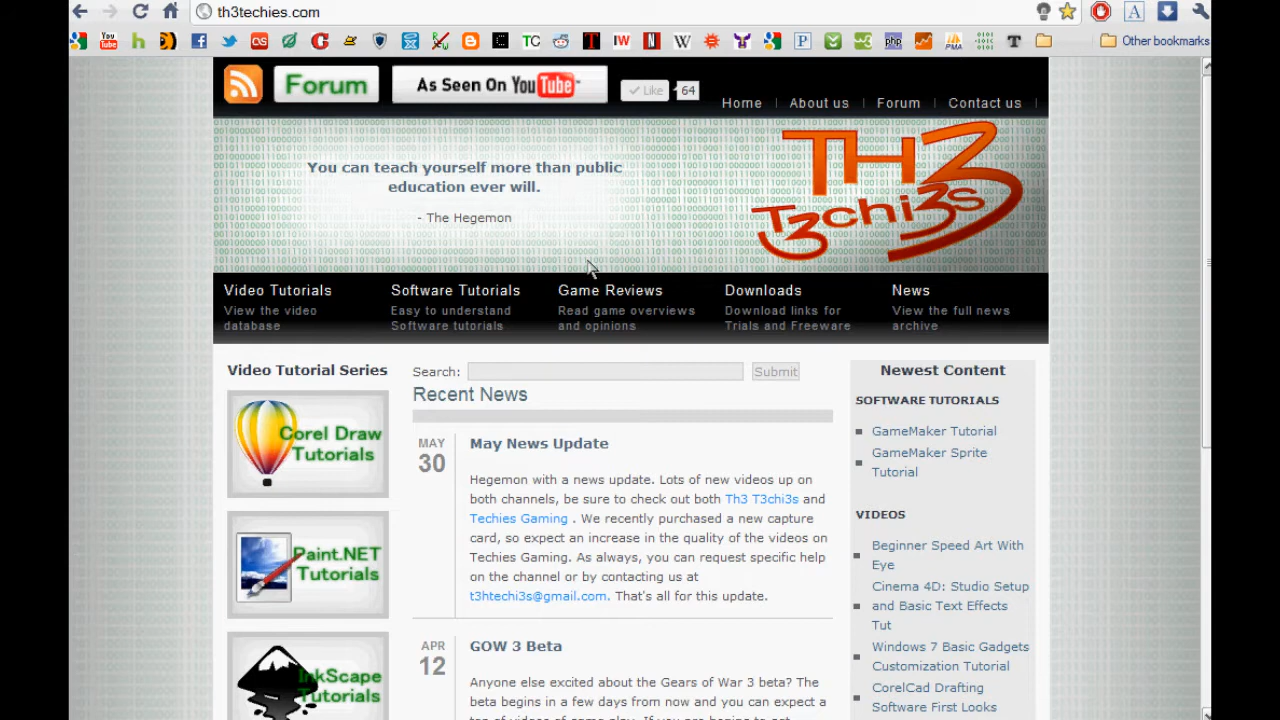 th3techies.com
Other bookmarks
Forum
As Seen On YouTube
Like 64
Home | About us | Forum | Contact us |
You can teach yourself more than public
education ever will.
- The Hegemon
TH3
T3chi3s
Video Tutorials
View the video
database
Software Tutorials
Easy to understand
Software tutorials
Game Reviews
Read game overviews
and opinions
Downloads
Download links for
Trials and Freeware
News
View the full news
archive
Video Tutorial Series
Corel Draw
Tutorials
Paint.NET
Tutorials
InkScape
Tutorials
Search:
Submit
Recent News
MAY
30
May News Update
Hegemon with a news update. Lots of new videos up on
both channels, be sure to check out both Th3 T3chi3s and
Techies Gaming . We recently purchased a new capture
card, so expect an increase in the quality of the videos on
Techies Gaming. As always, you can request specific help
on the channel or by contacting us at
t3htechi3s@gmail.com. That's all for this update.
APR
12
GOW 3 Beta
Anyone else excited about the Gears of War 3 beta? The
beta begins in a few days from now and you can expect a
Newest Content
SOFTWARE TUTORIALS
GameMaker Tutorial
GameMaker Sprite
Tutorial
VIDEOS
Beginner Speed Art With
Eye
Cinema 4D: Studio Setup
and Basic Text Effects
Tut
Windows 7 Basic Gadgets
Customization Tutorial
CorelCad Drafting
Software First Looks